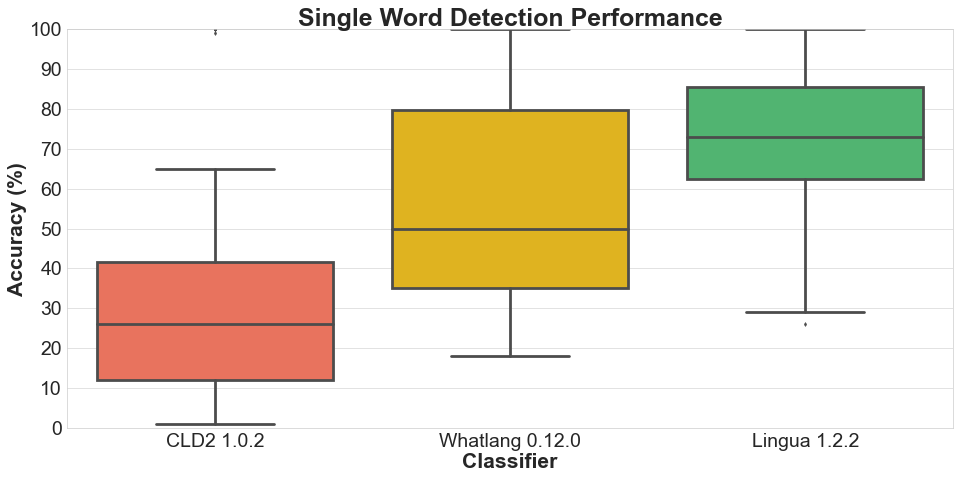 Single Word Detection Performance
100
90
80
70
60
50
40
30
20
10
0
Accuracy (%)
CLD2 1.0.2
Whatlang 0.12.0
Lingua 1.2.2
Classifier